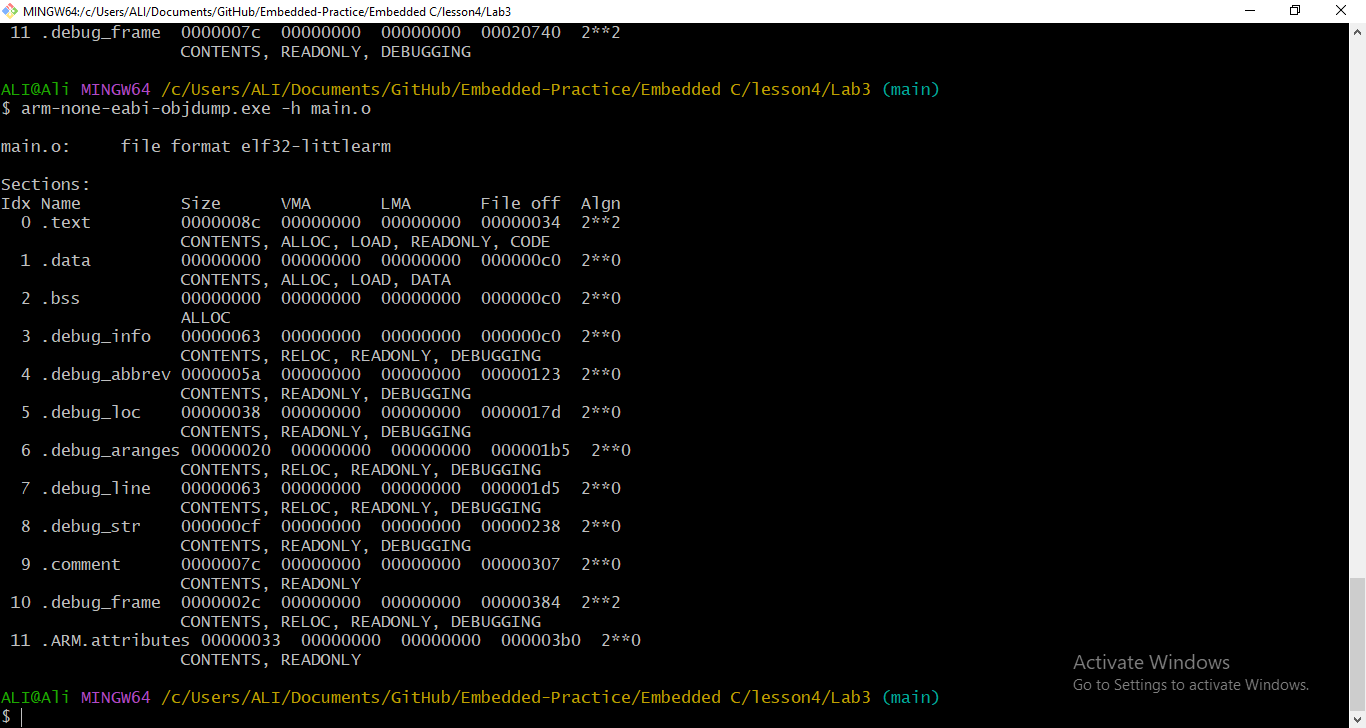 MINGW64:/c/Users/ALI/Documents/GitHub/Embedded-Practice/Embedded C/lesson4/Lab3
 11 .debug_frame  0000007c  00000000  00000000  00020740  2**2
                  CONTENTS, READONLY, DEBUGGING
ALI@Ali MINGW64 /c/Users/ALI/Documents/GitHub/Embedded-Practice/Embedded C/lesson4/Lab3 (main)
$ arm-none-eabi-objdump.exe -h main.o
main.o:     file format elf32-littlearm
Sections:
Idx Name          Size      VMA       LMA       File off  Algn
  0 .text         0000008c  00000000  00000000  00000034  2**2
                  CONTENTS, ALLOC, LOAD, READONLY, CODE
  1 .data         00000000  00000000  00000000  000000c0  2**0
                  CONTENTS, ALLOC, LOAD, DATA
  2 .bss          00000000  00000000  00000000  000000c0  2**0
                  ALLOC
  3 .debug_info   00000063  00000000  00000000  000000c0  2**0
                  CONTENTS, RELOC, READONLY, DEBUGGING
  4 .debug_abbrev 0000005a  00000000  00000000  00000123  2**0
                  CONTENTS, READONLY, DEBUGGING
  5 .debug_loc    00000038  00000000  00000000  0000017d  2**0
                  CONTENTS, READONLY, DEBUGGING
  6 .debug_aranges 00000020  00000000  00000000  000001b5  2**0
                  CONTENTS, RELOC, READONLY, DEBUGGING
  7 .debug_line   00000063  00000000  00000000  000001d5  2**0
                  CONTENTS, RELOC, READONLY, DEBUGGING
  8 .debug_str    000000cf  00000000  00000000  00000238  2**0
                  CONTENTS, READONLY, DEBUGGING
  9 .comment      0000007c  00000000  00000000  00000307  2**0
                  CONTENTS, READONLY
 10 .debug_frame  0000002c  00000000  00000000  00000384  2**2
                  CONTENTS, RELOC, READONLY, DEBUGGING
 11 .ARM.attributes 00000033  00000000  00000000  000003b0  2**0
                  CONTENTS, READONLY
Activate Windows
Go to Settings to activate Windows.
ALI@Ali MINGW64 /c/Users/ALI/Documents/GitHub/Embedded-Practice/Embedded C/lesson4/Lab3 (main)
$